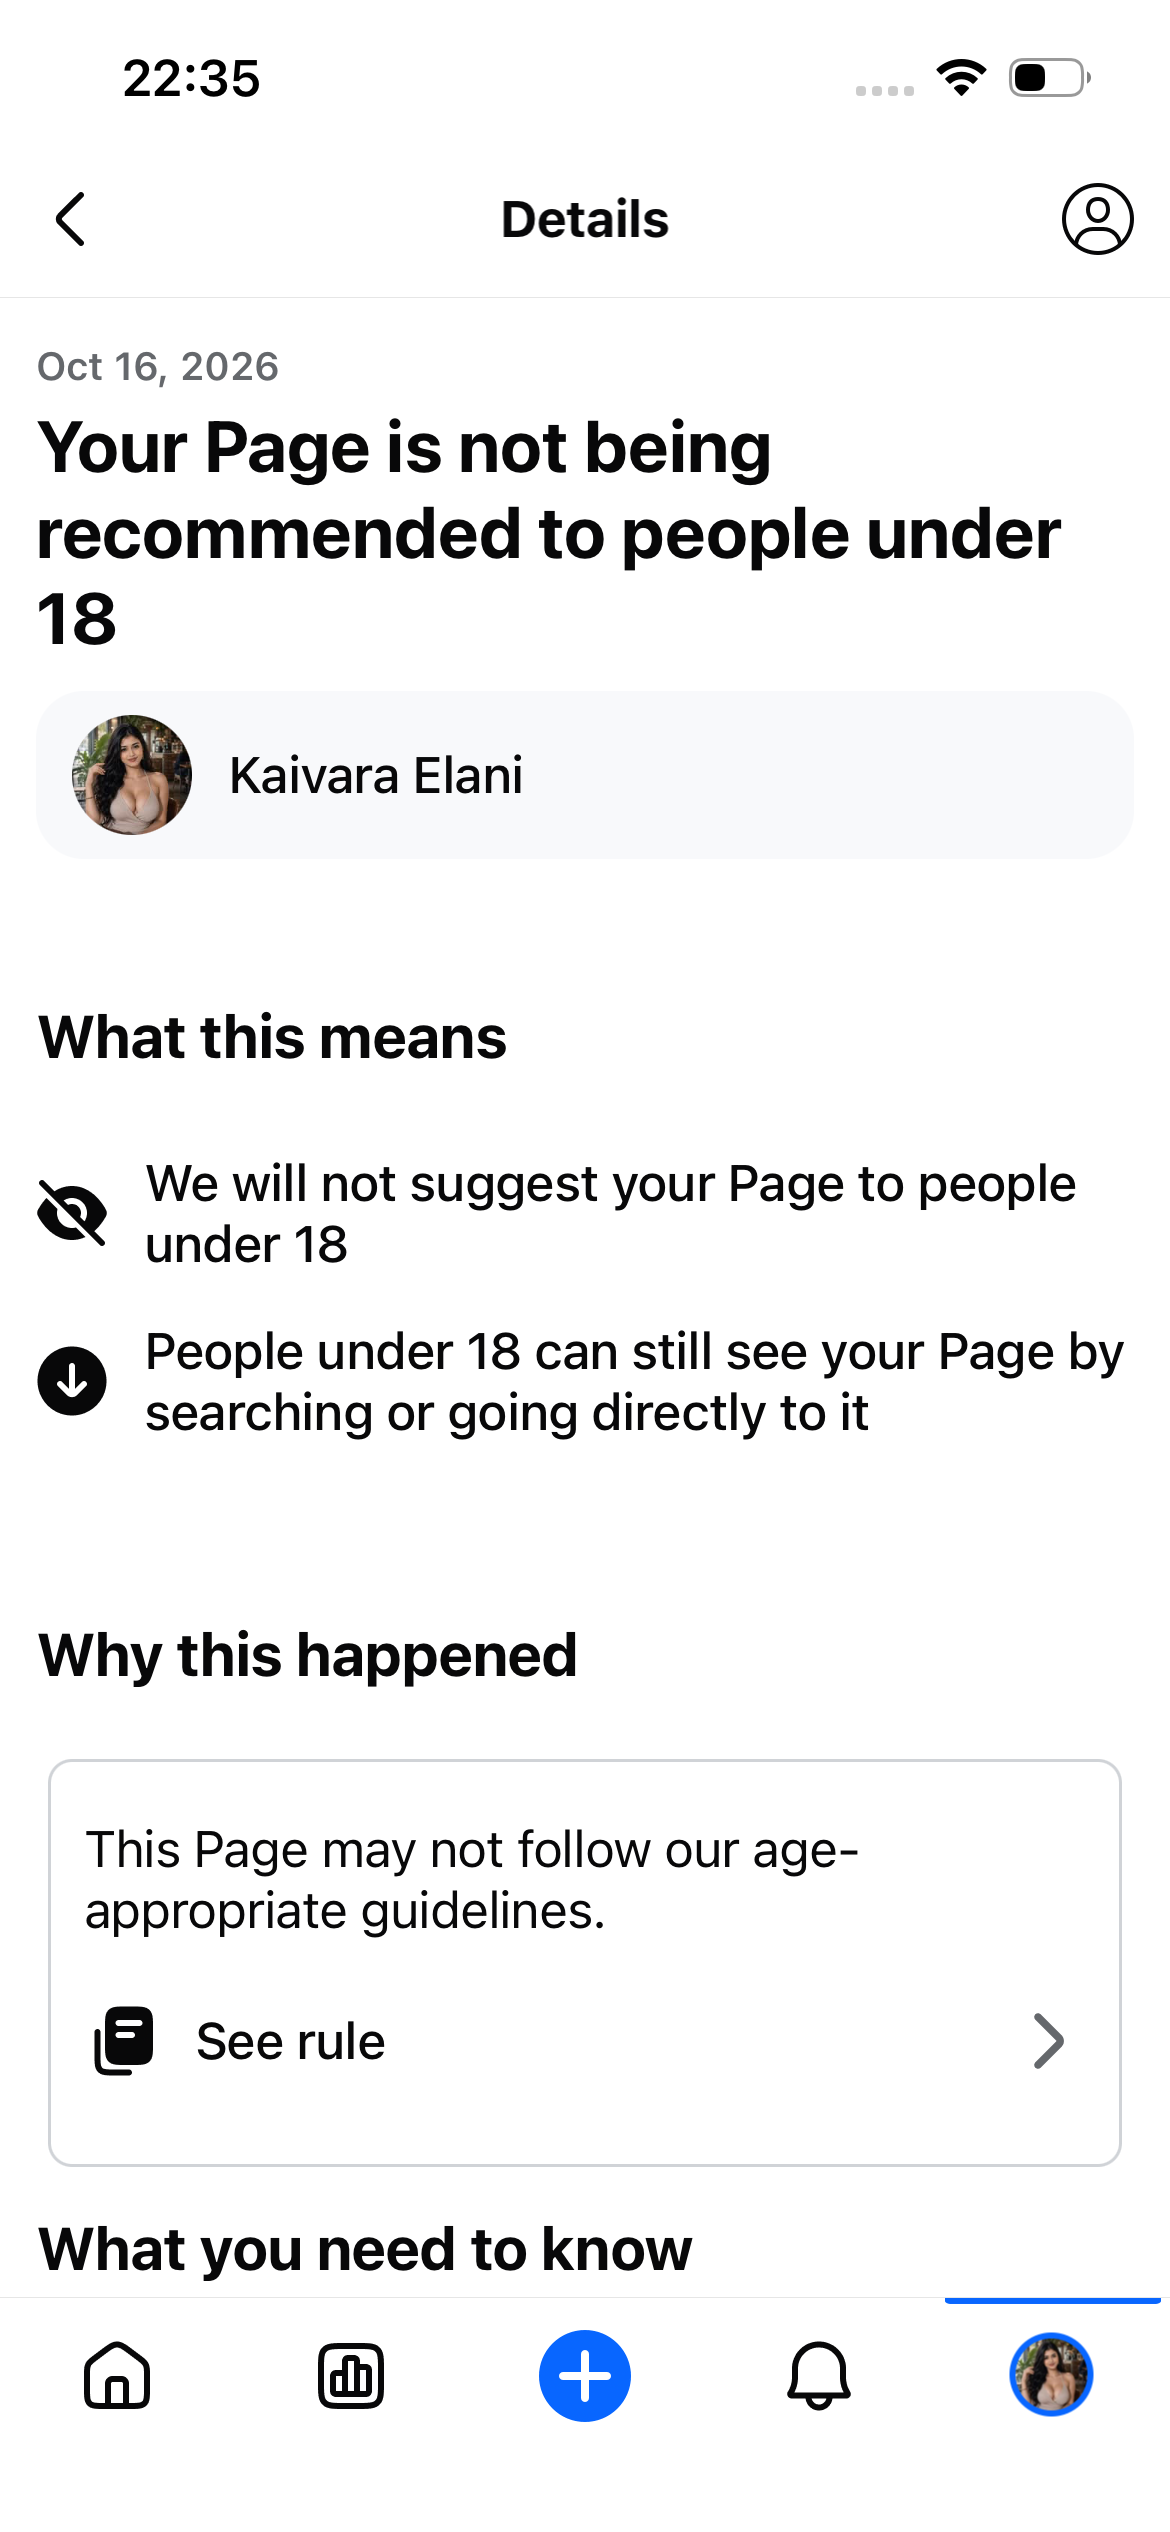 22:35
Details
Oct 16, 2026
Your Page is not being
recommended to people under
18
Kaivara Elani
What this means
We will not suggest your Page to people
under 18
People under 18 can still see your Page by
searching or going directly to it
Why this happened
This Page may not follow our age-
appropriate guidelines.
See rule
What you need to know